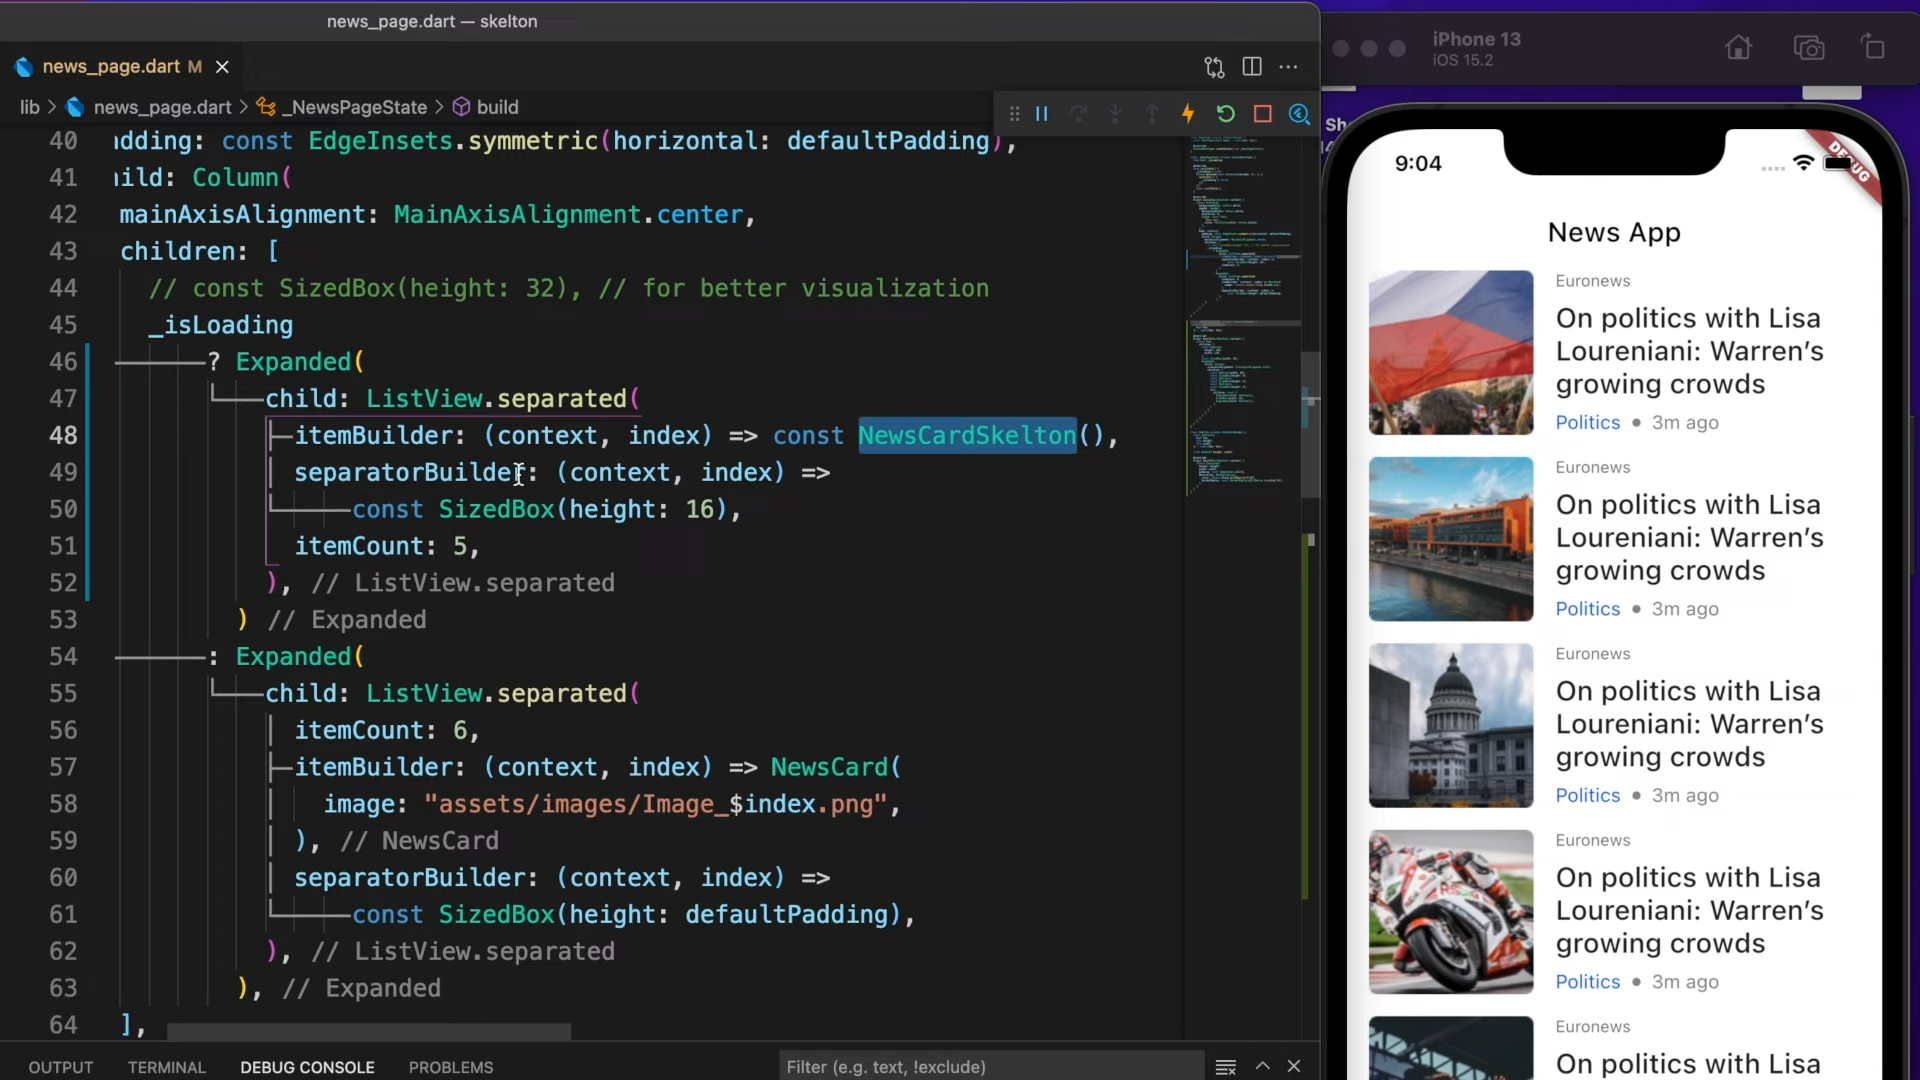 news_page.dart — skelton
news_page.dart M
lib > news_page.dart > _NewsPageState > build
40 dding: const EdgeInsets.symmetric(horizontal: defaultPadding),
41 ild: Column(
42 mainAxisAlignment: MainAxisAlignment.center,
43 children: [
44 // const SizedBox(height: 32), // for better visualization
45 _isLoading
46 ? Expanded(
47 child: ListView.separated(
48 itemBuilder: (context, index) => const NewsCardSkelton(),
49 separatorBuilder: (context, index) =>
50 const SizedBox(height: 16),
51 itemCount: 5,
52 ), // ListView.separated
53 ) // Expanded
54 : Expanded(
55 child: ListView.separated(
56 itemCount: 6,
57 itemBuilder: (context, index) => NewsCard(
58 image: "assets/images/Image_$index.png",
59 ), // NewsCard
60 separatorBuilder: (context, index) =>
61 const SizedBox(height: defaultPadding),
62 ), // ListView.separated
63 ), // Expanded
64 ],
OUTPUT TERMINAL DEBUG CONSOLE PROBLEMS
Filter (e.g. text, !exclude)
iPhone 13
iOS 15.2
Sh
9:04
DEBUG
News App
Euronews
On politics with Lisa
Loureniani: Warren’s
growing crowds
Politics • 3m ago
Euronews
On politics with Lisa
Loureniani: Warren’s
growing crowds
Politics • 3m ago
Euronews
On politics with Lisa
Loureniani: Warren’s
growing crowds
Politics • 3m ago
Euronews
On politics with Lisa
Loureniani: Warren’s
growing crowds
Politics • 3m ago
Euronews
On politics with Lisa